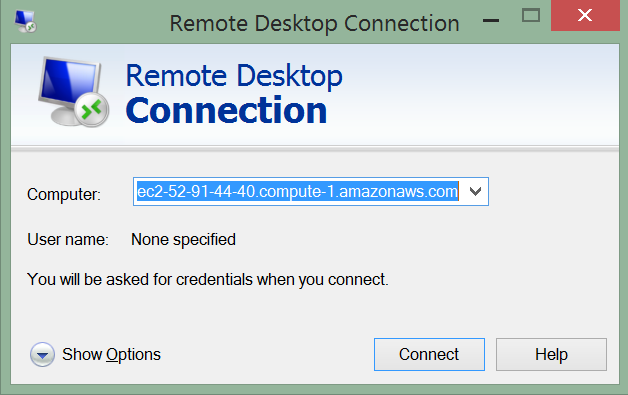 Remote Desktop Connection
Remote Desktop
Connection
Computer: ec2-52-91-44-40.compute-1.amazonaws.com
User name: None specified
You will be asked for credentials when you connect.
Show Options Connect Help